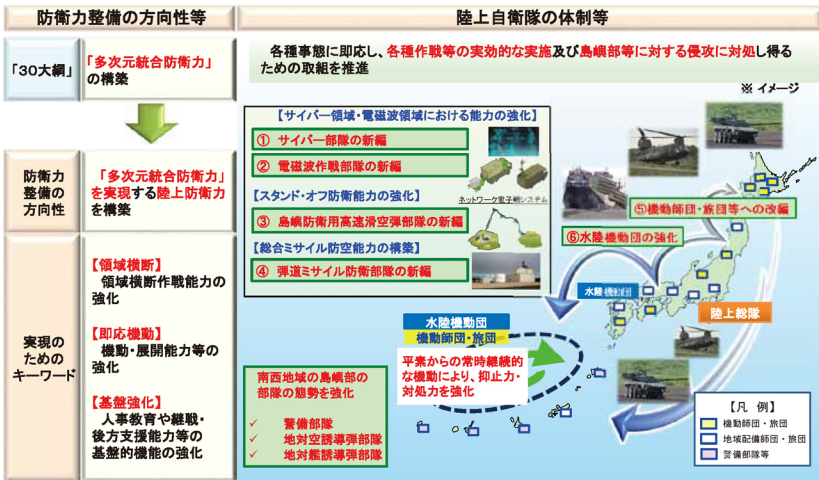 防衛力整備の方向性等
陸上自衛隊の体制等
「30大綱」
「多次元統合防衛力」
の構築
各種事態に即応し、各種作戦等の実効的な実施及び島嶼部等に対する侵攻に対処し得る
ための取組を推進
※ イメージ
防衛力
整備の
方向性
「多次元統合防衛力」
を実現する陸上防衛力
を構築
【サイバー領域・電磁波領域における能力の強化】
① サイバー部隊の新編
② 電磁波作戦部隊の新編
ネットワーク電子戦システム
【スタンド・オフ防衛能力の強化】
③ 島嶼防衛用高速滑空弾部隊の新編
【総合ミサイル防空能力の構築】
④ 弾道ミサイル防衛部隊の新編
⑤機動師団・旅団等への改編
⑥水陸機動団の強化
水陸機動団
陸上総隊
実現の
ための
キーワード
【領域横断】
領域横断作戦能力の
強化
【即応機動】
機動・展開能力等の
強化
【基盤強化】
人事教育や継戦・
後方支援能力等の
基盤的機能の強化
水陸機動団
機動師団・旅団
平素からの常時継続的
な機動により、抑止力・
対処力を強化
南西地域の島嶼部の
部隊の態勢を強化
✓ 警備部隊
✓ 地対空誘導弾部隊
✓ 地対艦誘導弾部隊
【凡 例】
機動師団・旅団
地域配備師団・旅団
警備部隊等